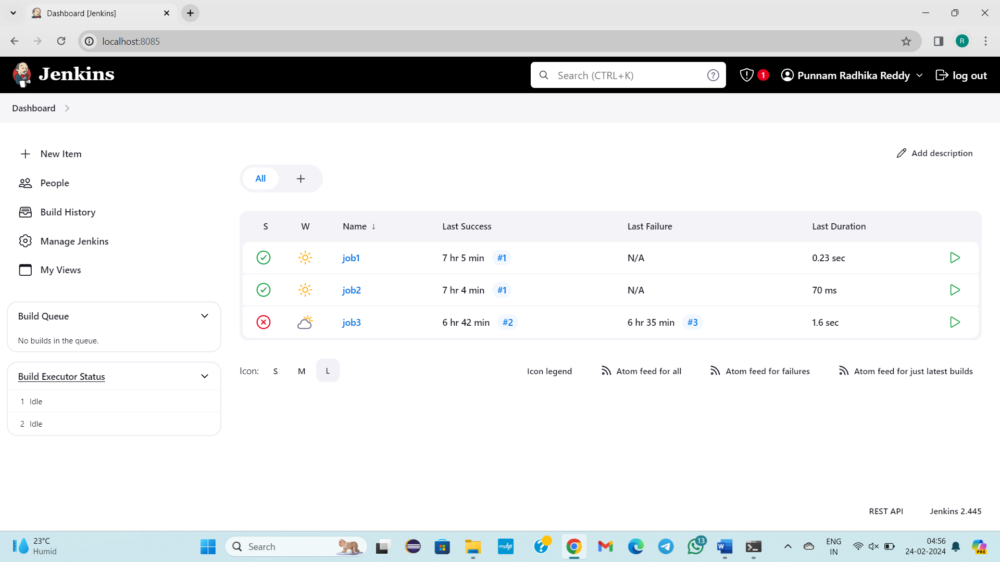 Dashboard [Jenkins]
localhost:8085
Jenkins
Search (CTRL+K)
1
Punnam Radhika Reddy
log out
Dashboard
New Item
People
Build History
Manage Jenkins
My Views
Build Queue
No builds in the queue.
Build Executor Status
1 Idle
2 Idle
Add description
All
S W Name ↓ Last Success Last Failure Last Duration
job1 7 hr 5 min #1 N/A 0.23 sec
job2 7 hr 4 min #1 N/A 70 ms
job3 6 hr 42 min #2 6 hr 35 min #3 1.6 sec
Icon: S M L
Icon legend Atom feed for all Atom feed for failures Atom feed for just latest builds
REST API Jenkins 2.445
23°C
Humid
Search
myhp
13
W
ENG
IN
04:56
24-02-2024
PRE
R